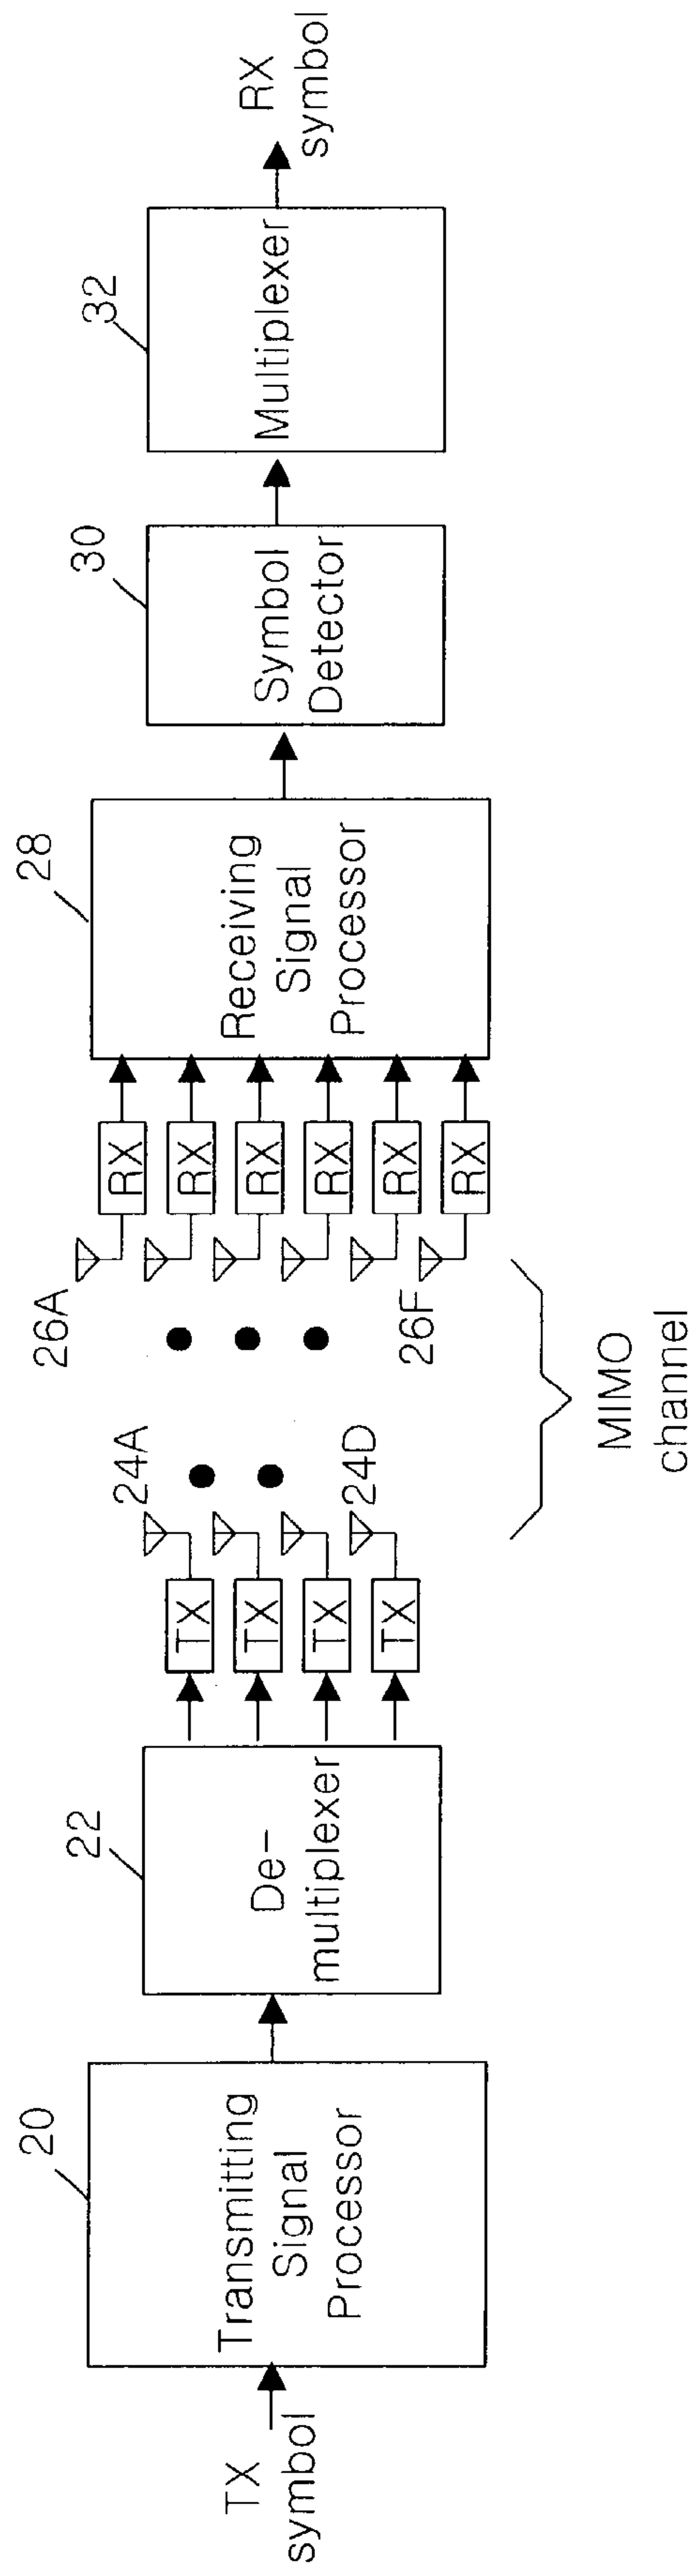 TX
symbol
20
Transmitting
Signal
Processor
22
De-
multiplexer
TX
TX
TX
TX
24A
24D
MIMO
channel
26A
26F
RX
RX
RX
RX
RX
RX
28
Receiving
Signal
Processor
30
Symbol
Detector
32
Multiplexer
RX
symbol